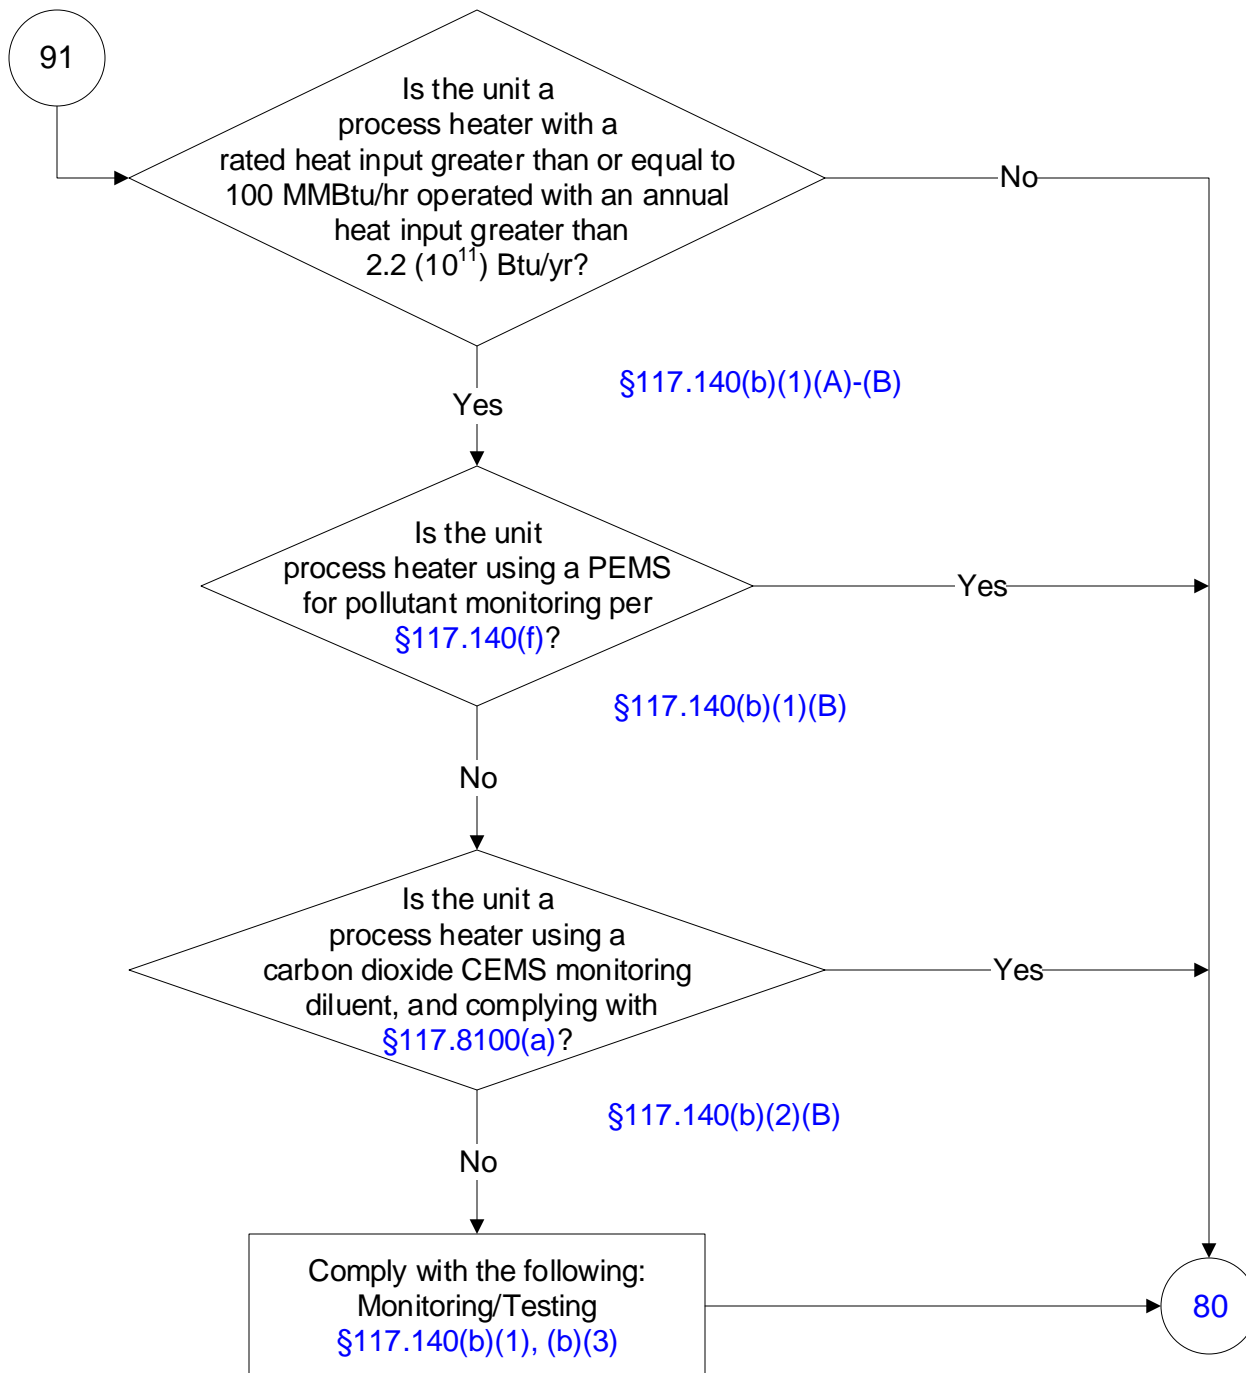 91
Is the unit a
process heater with a
rated heat input greater than or equal to
100 MMBtu/hr operated with an annual
heat input greater than
2.2 (10¹¹) Btu/yr?
No
§117.140(b)(1)(A)-(B)
Yes
Is the unit
process heater using a PEMS
for pollutant monitoring per
§117.140(f)?
Yes
§117.140(b)(1)(B)
No
Is the unit a
process heater using a
carbon dioxide CEMS monitoring
diluent, and complying with
§117.8100(a)?
Yes
§117.140(b)(2)(B)
No
Comply with the following:
Monitoring/Testing
§117.140(b)(1), (b)(3)
80